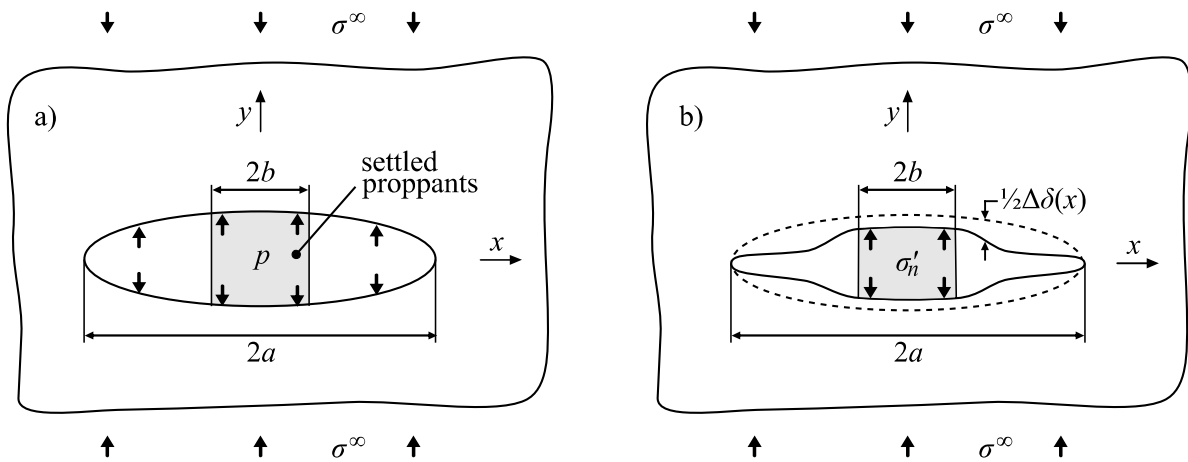 σ∞
σ∞
a)
y
2b
settled
proppants
p
x
2a
σ∞
σ∞
b)
y
2b
½Δδ(x)
x
σ′n
2a